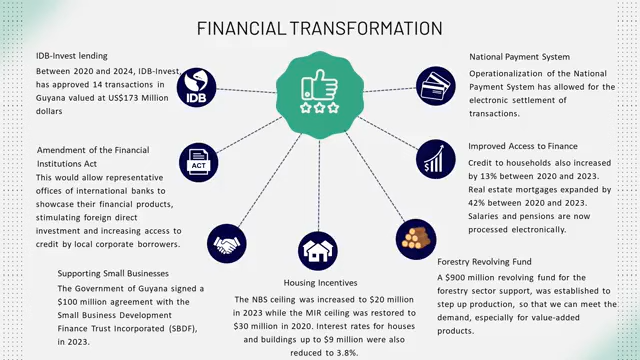 FINANCIAL TRANSFORMATION
IDB-Invest lending
Between 2020 and 2024, IDB-Invest,
has approved 14 transactions in
Guyana valued at US$173 Million
dollars
IDB
Amendment of the Financial
Institutions Act
This would allow representative
offices of international banks to
showcase their financial products,
stimulating foreign direct
investment and increasing access to
credit by local corporate borrowers.
ACT
Supporting Small Businesses
The Government of Guyana signed a
$100 million agreement with the
Small Business Development
Finance Trust Incorporated (SBDF),
in 2023.
Housing Incentives
The NBS ceiling was increased to $20 million
in 2023 while the MIR ceiling was restored to
$30 million in 2020. Interest rates for houses
and buildings up to $9 million were also
reduced to 3.8%.
National Payment System
Operationalization of the National
Payment System has allowed for the
electronic settlement of
transactions.
Improved Access to Finance
Credit to households also increased
by 13% between 2020 and 2023.
Real estate mortgages expanded by
42% between 2020 and 2023.
Salaries and pensions are now
processed electronically.
$
Forestry Revolving Fund
A $900 million revolving fund for the
forestry sector support, was established to
step up production, so that we can meet the
demand, especially for value-added
products.